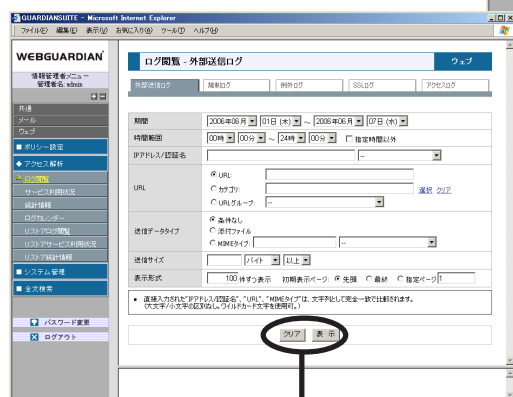 GUARDIANSUITE - Microsoft Internet Explorer
ファイル(F) 編集(E) 表示(V) お気に入り(A) ツール(T) ヘルプ(H)
WEBGUARDIAN
情報管理者メニュー
管理者名: admin
共通
メール
ウェブ
■ ポリシー設定
◆ アクセス解析
ログ閲覧
サービス利用状況
統計情報
ログカレンダー
リストアログ閲覧
リストアサービス利用状況
リストア統計情報
■ システム管理
■ 全文検索
パスワード変更
ログアウト
ログ閲覧 - 外部送信ログ ウェブ
外部送信ログ 規制ログ 例外ログ SSLログ アクセスログ
期間 2006年06月 01日 (木) ~ 2006年06月 07日 (水)
時間範囲 00時 00分 ~ 24時 00分 指定時間以外
IPアドレス/認証名 --
URL URL:
カテゴリ: 選択 クリア
URLグループ: --
送信データタイプ 条件なし
添付ファイル
MIMEタイプ: --
送信サイズ バイト 以上
表示形式 100 件ずつ表示 初期表示ページ: 先頭 最終 指定ページ 1
• 直接入力された"IPアドレス/認証名"、"URL"、"MIMEタイプ"は、文字列として完全一致で比較されます。
(大文字/小文字の区別なし。ワイルドカード文字を使用可。)
クリア 表 示